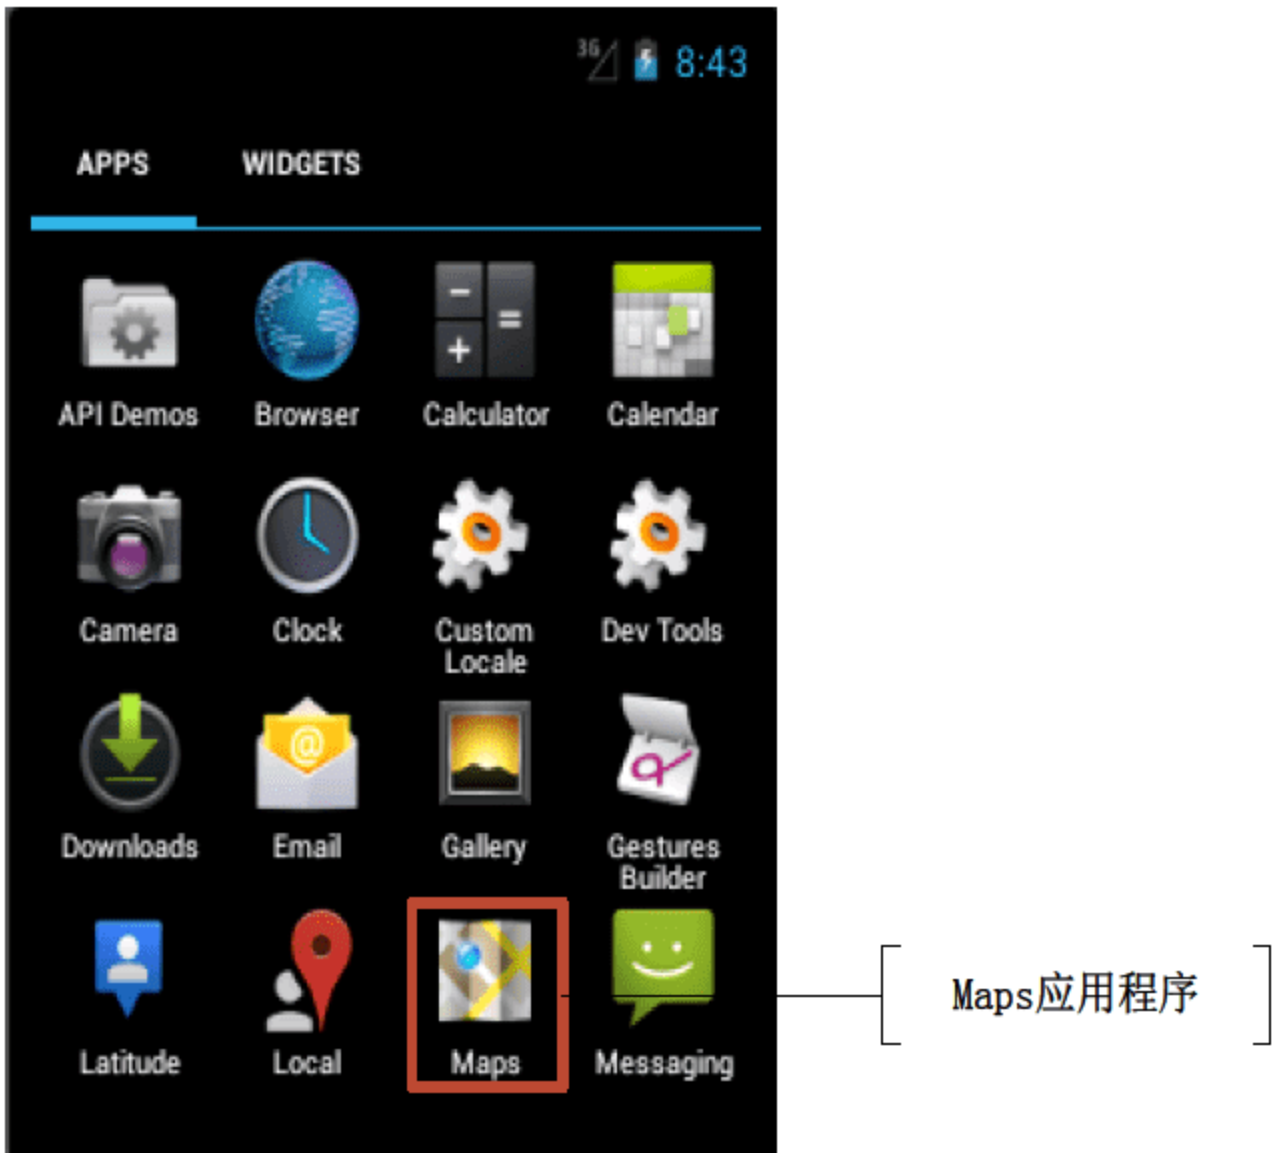 3G 8:43
APPS WIDGETS
API Demos Browser Calculator Calendar
Camera Clock Custom Locale Dev Tools
Downloads Email Gallery Gestures Builder
Latitude Local Maps Messaging
Maps应用程序